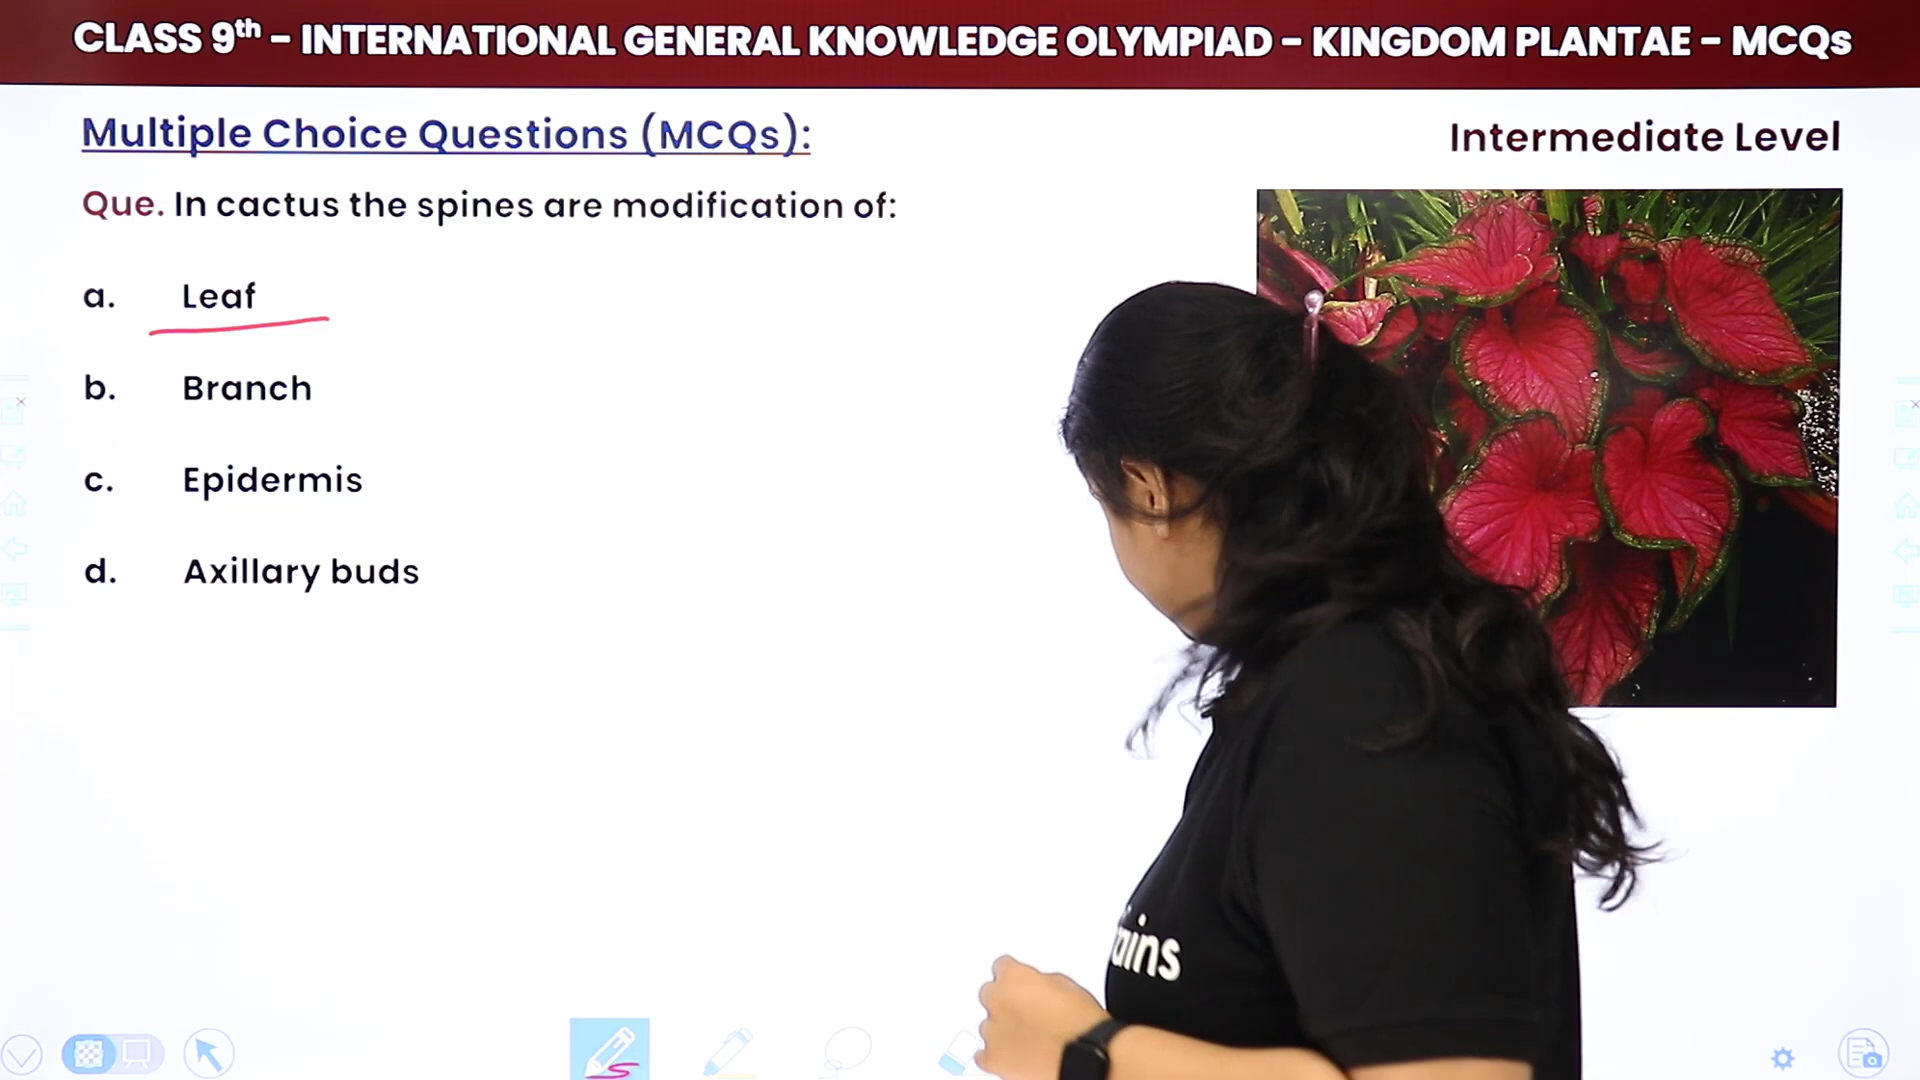 CLASS 9th - INTERNATIONAL GENERAL KNOWLEDGE OLYMPIAD - KINGDOM PLANTAE - MCQs
Multiple Choice Questions (MCQs):
Intermediate Level
Que. In cactus the spines are modification of:
a. Leaf
b. Branch
c. Epidermis
d. Axillary buds
ains